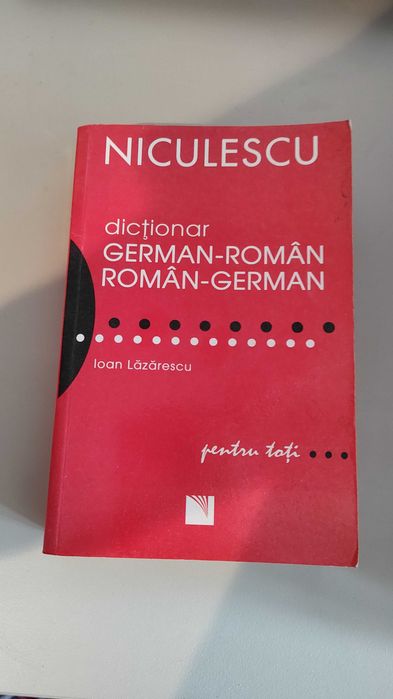 NICULESCU
dicționar
GERMAN-ROMÂN
ROMÂN-GERMAN
Ioan Lăzărescu
pentru toți...